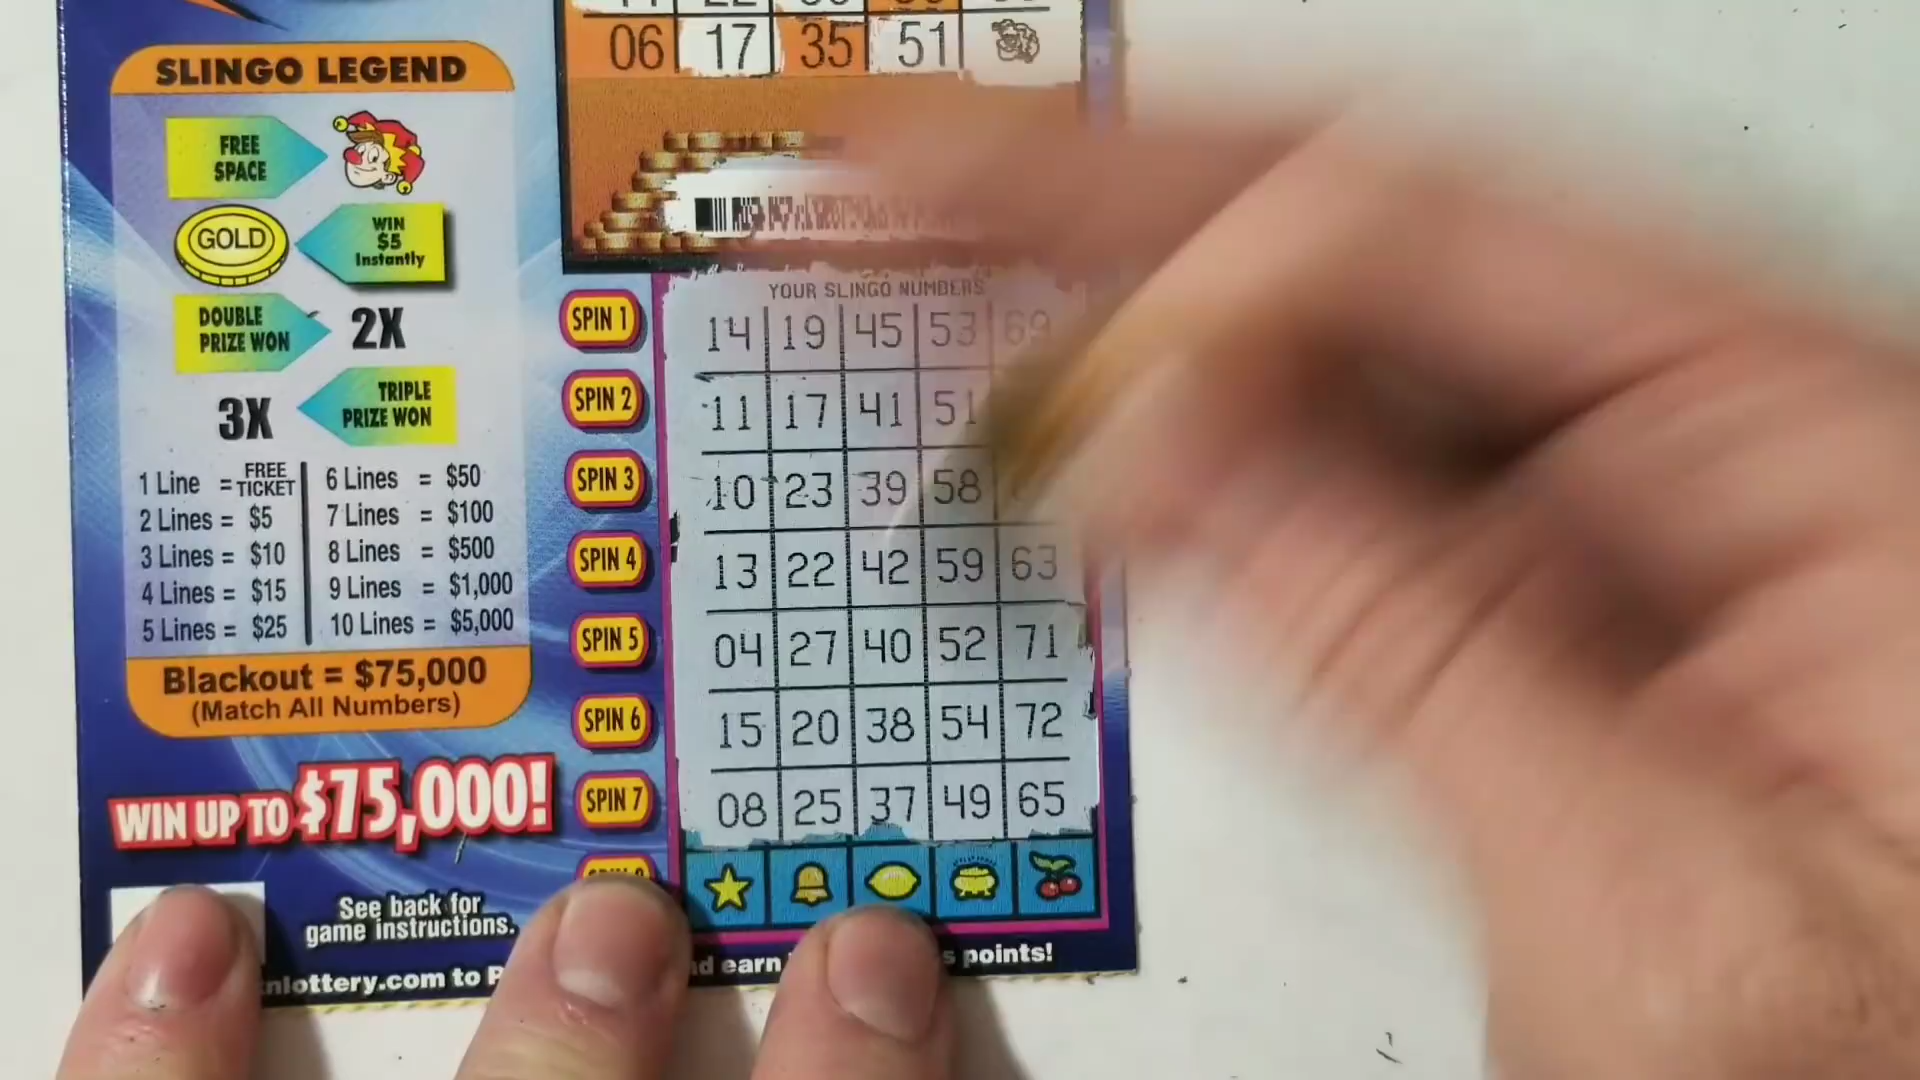 06 17 35 51
SLINGO LEGEND
FREE SPACE
GOLD
WIN $5 Instantly
DOUBLE PRIZE WON
2X
3X
TRIPLE PRIZE WON
1 Line = FREE TICKET
2 Lines = $5
3 Lines = $10
4 Lines = $15
5 Lines = $25
6 Lines = $50
7 Lines = $100
8 Lines = $500
9 Lines = $1,000
10 Lines = $5,000
Blackout = $75,000
(Match All Numbers)
WIN UP TO $75,000!
See back for
game instructions.
YOUR SLINGO NUMBERS
SPIN 1 14 19 45 53 69
SPIN 2 11 17 41 51
SPIN 3 10 23 39 58
SPIN 4 13 22 42 59 63
SPIN 5 04 27 40 52 71
SPIN 6 15 20 38 54 72
SPIN 7 08 25 37 49 65
nlottery.com to
earn points!